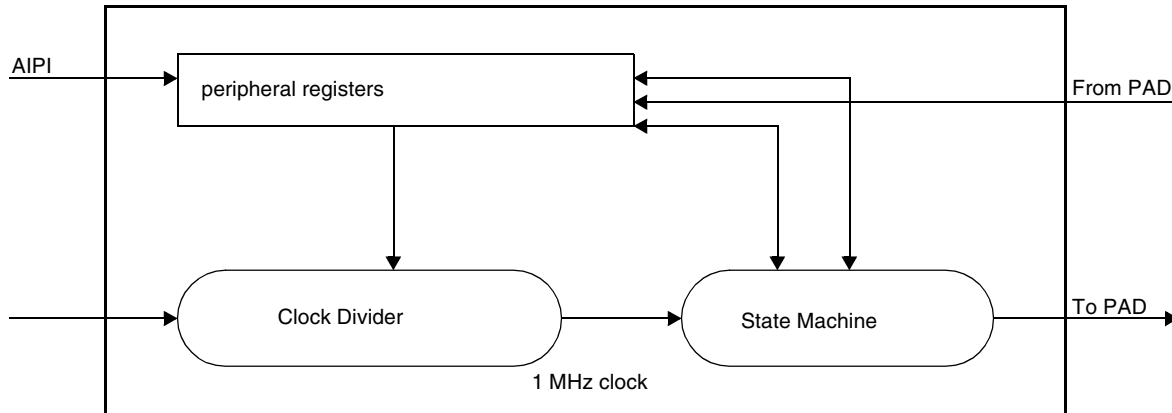 AIPI
peripheral registers
From PAD
Clock Divider
State Machine
To PAD
1 MHz clock